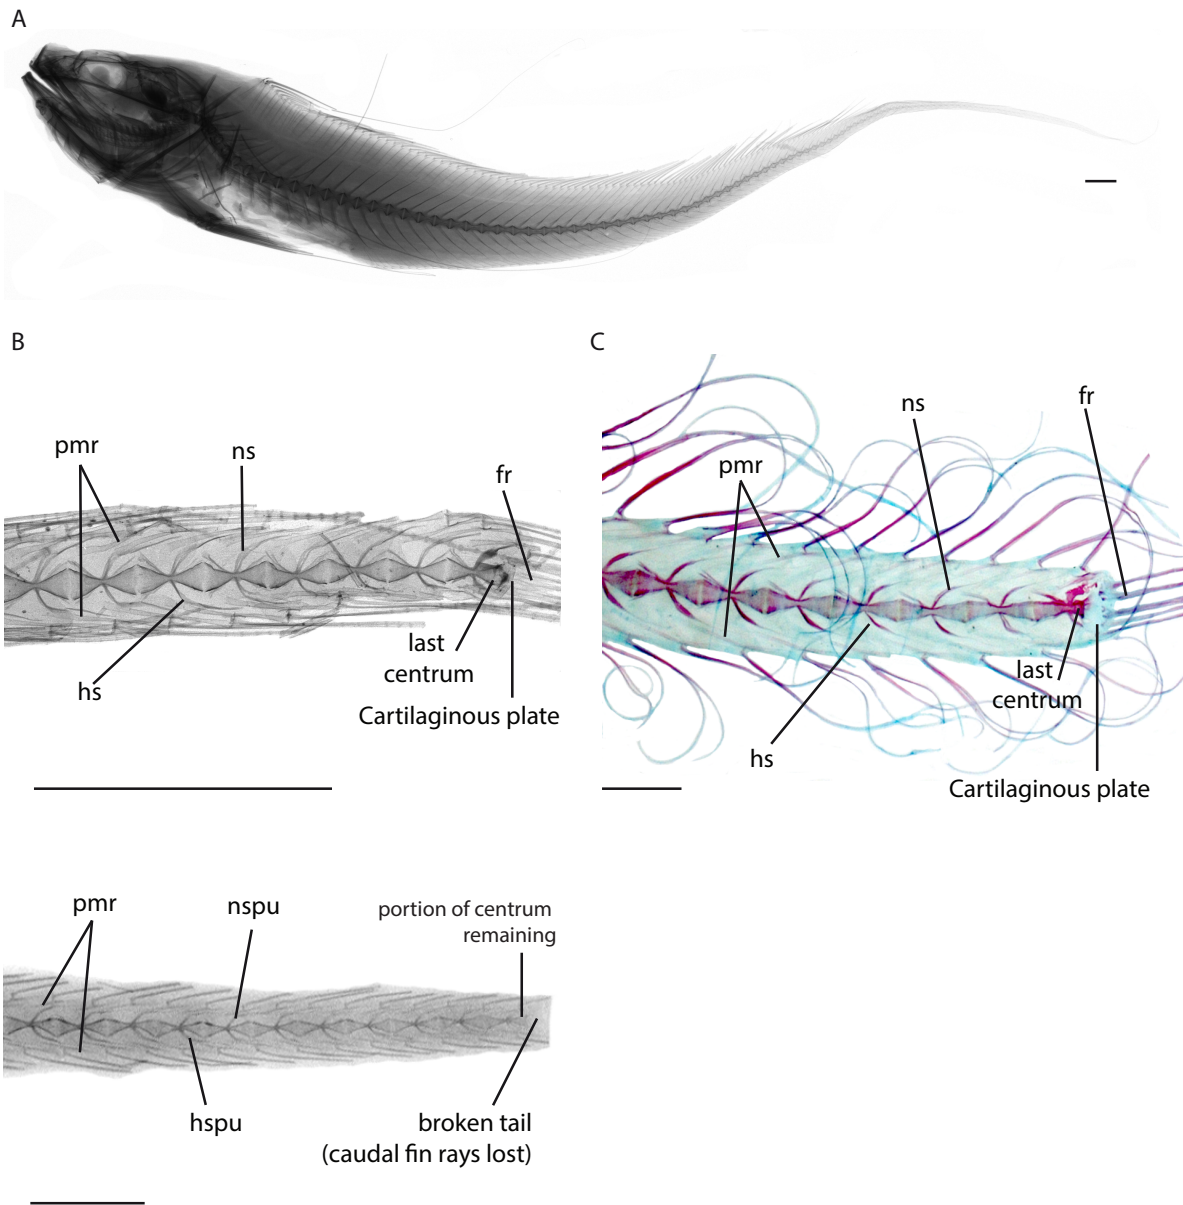 A
B
pmr
ns
fr
hs
last
centrum
Cartilaginous plate
C
ns
fr
pmr
last
centrum
hs
Cartilaginous plate
pmr
nspu
portion of centrum
remaining
hspu
broken tail
(caudal fin rays lost)